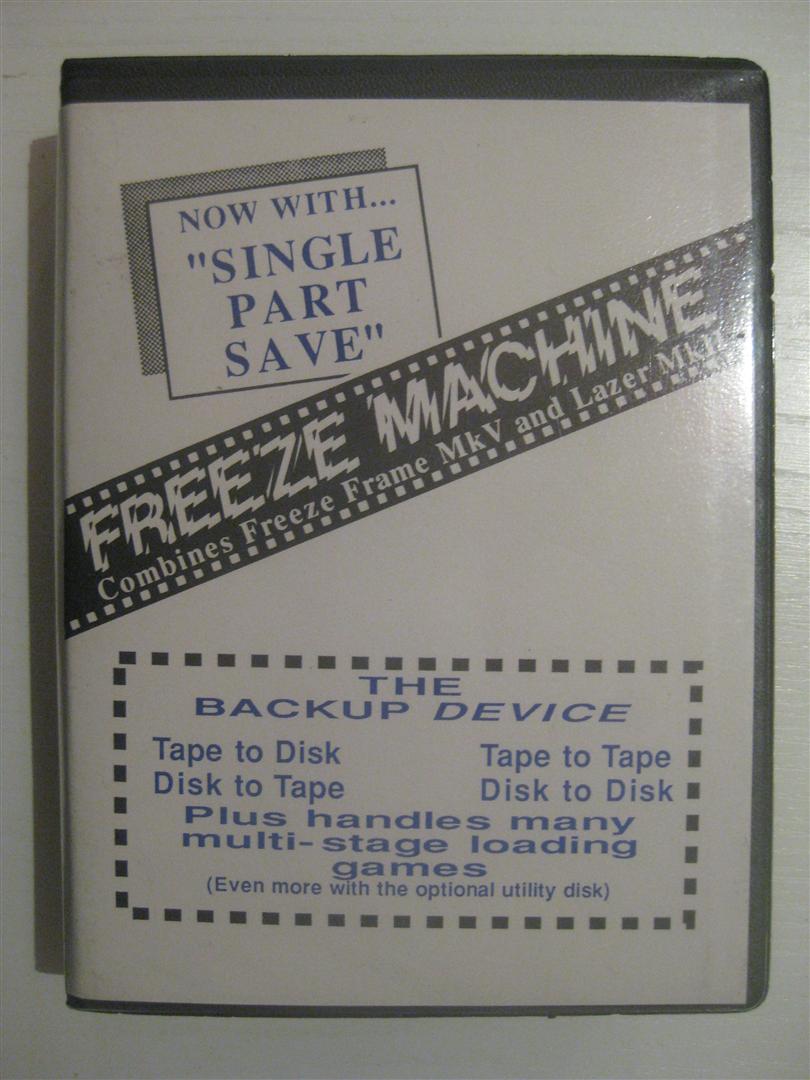 NOW WITH...
"SINGLE
PART
SAVE"
FREEZE MACHINE
Combines Freeze Frame MkV and Lazer MkII
THE
BACKUP DEVICE
Tape to Disk Tape to Tape
Disk to Tape Disk to Disk
Plus handles many
multi-stage loading
games
(Even more with the optional utility disk)